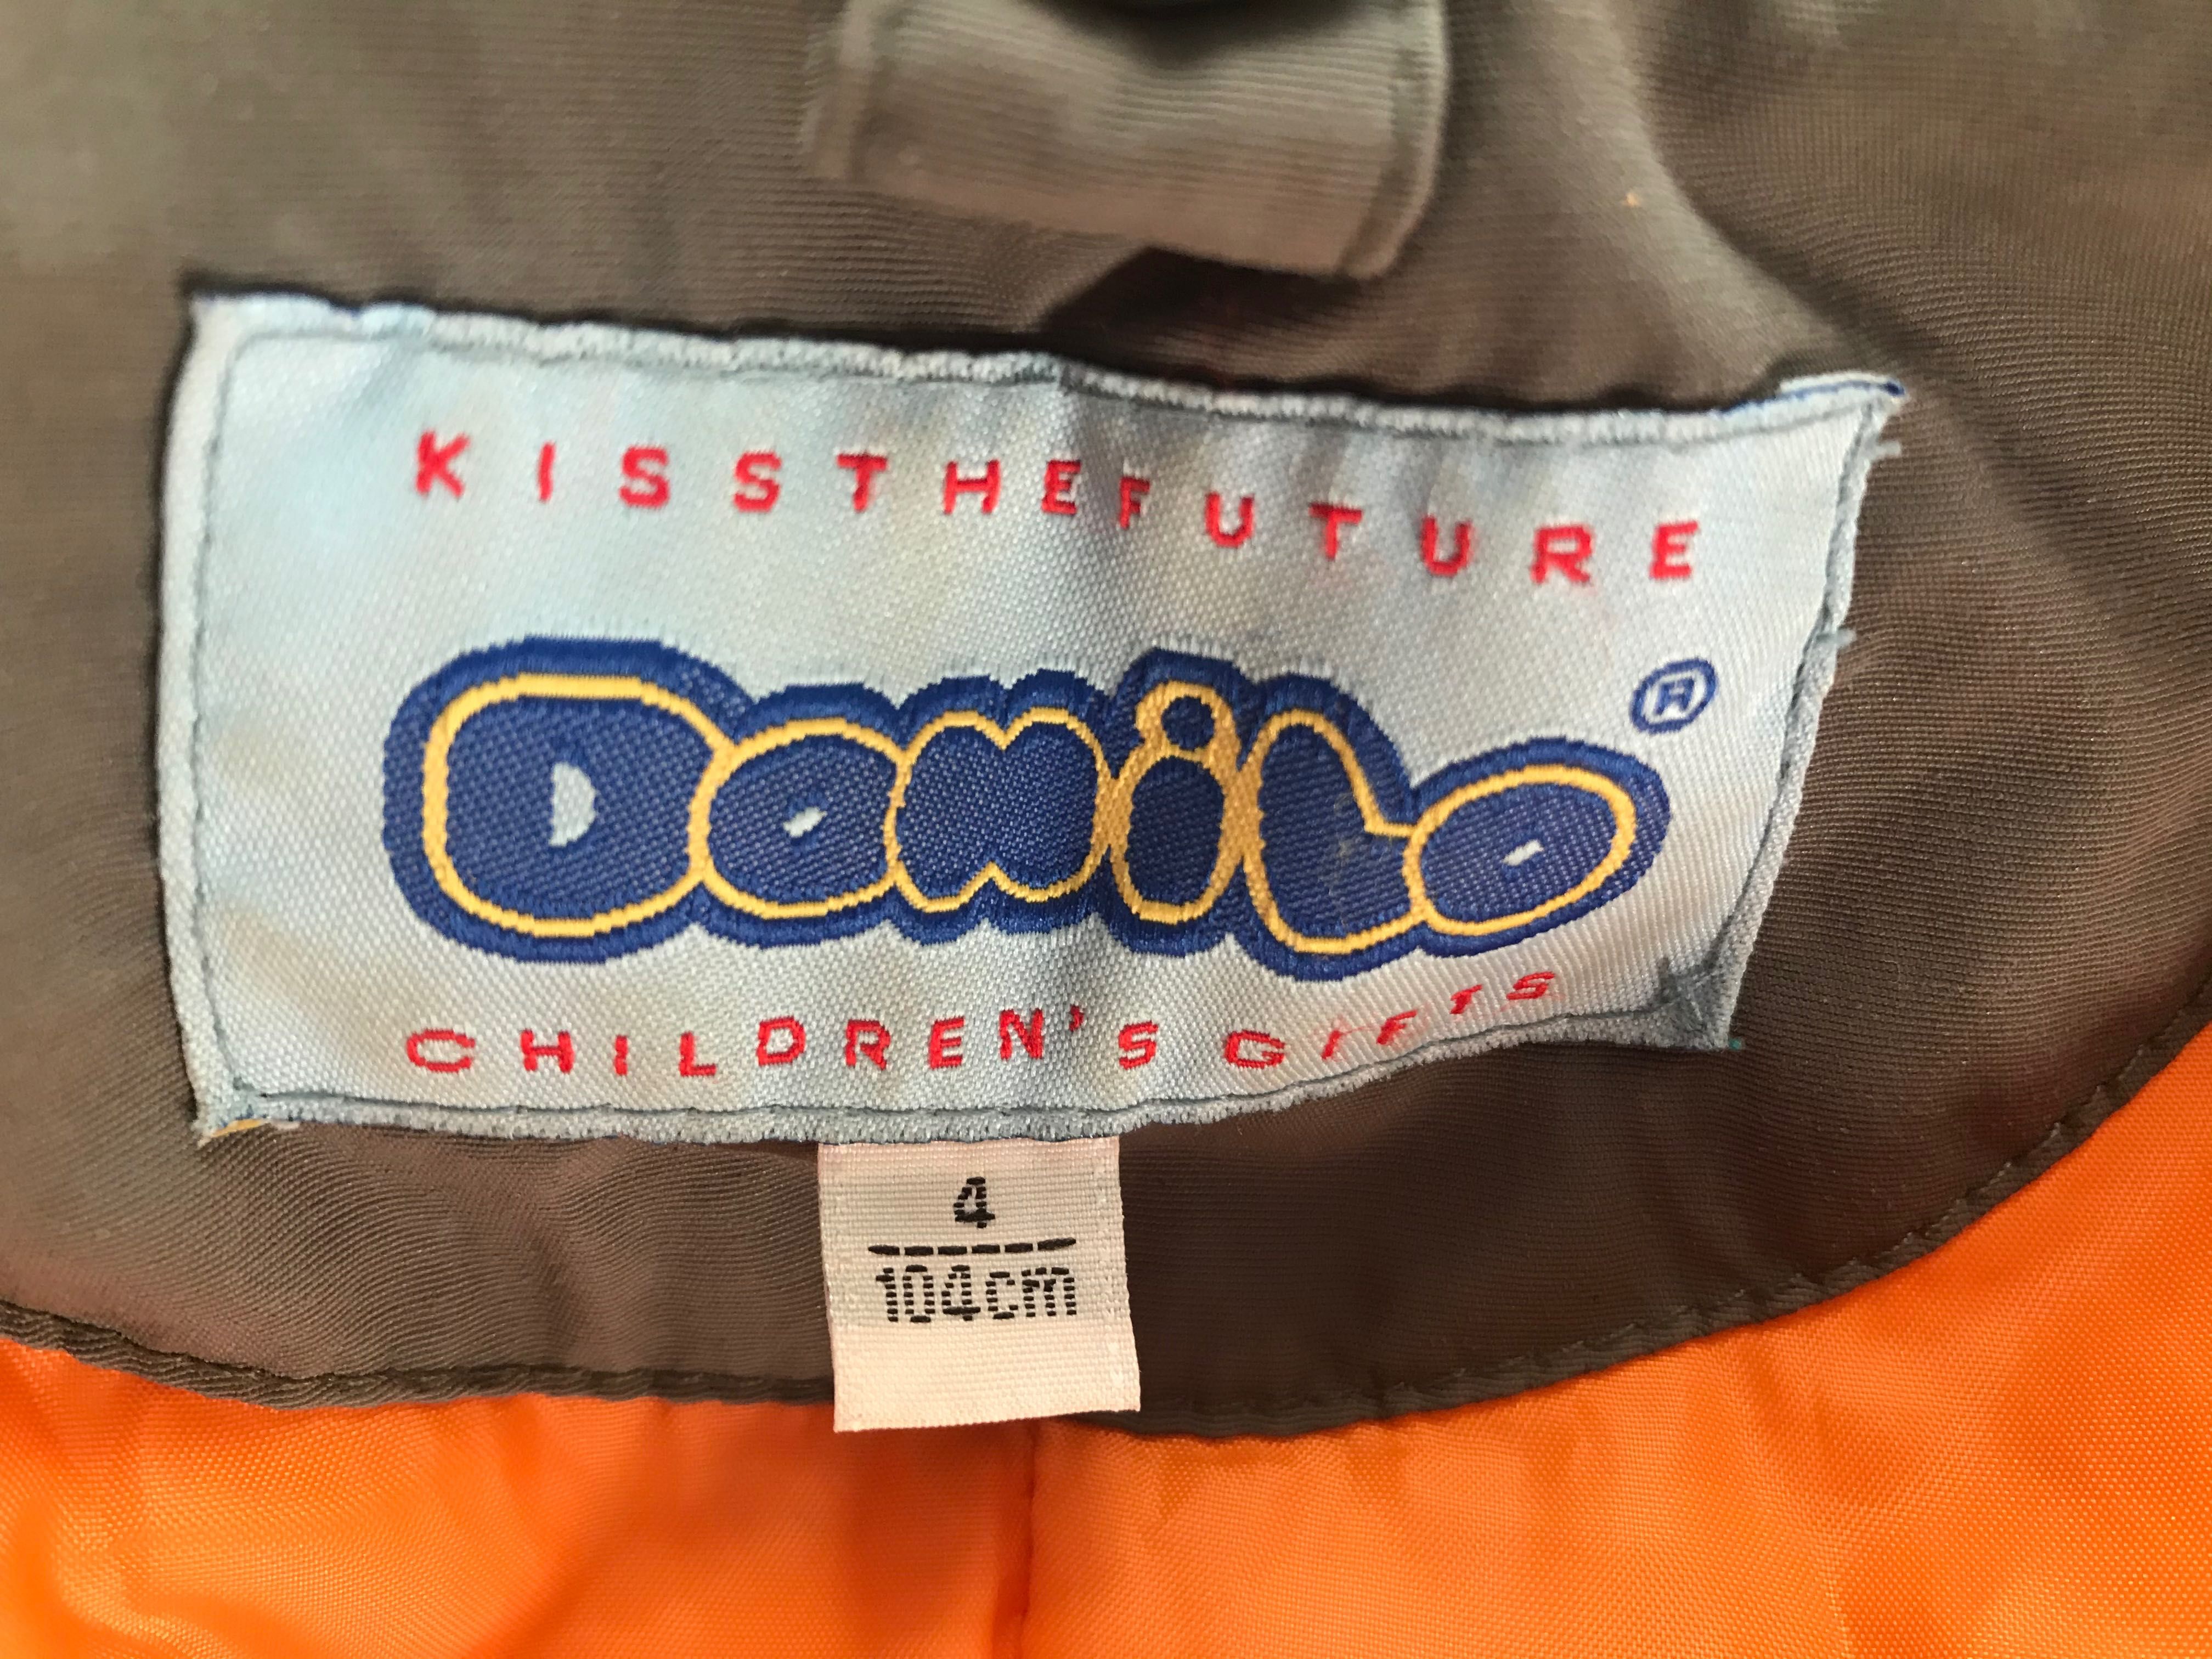 KISSTHEFUTURE
DaNiLo®
CHILDREN'S GIFTS
4
104cm